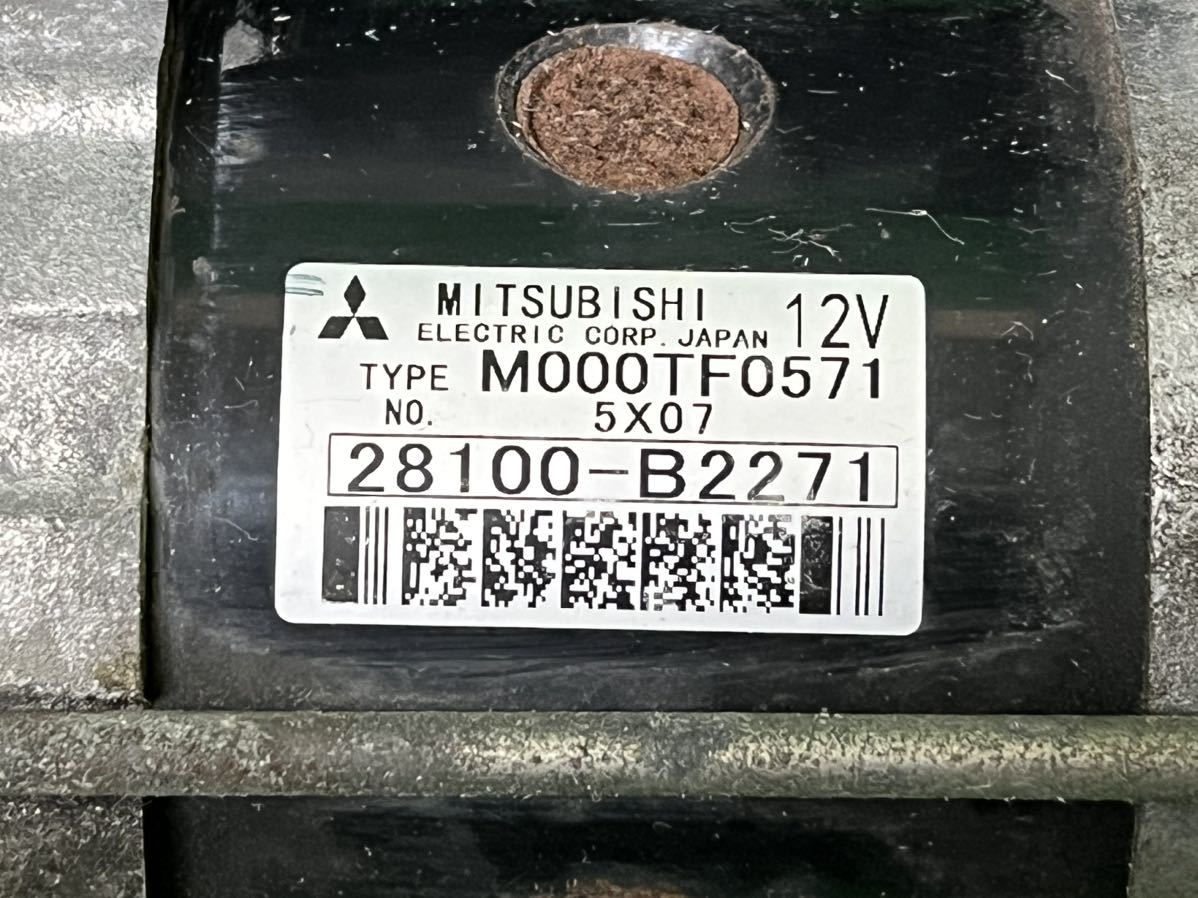 MITSUBISHI 12V
ELECTRIC CORP. JAPAN
TYPE M000TF0571
NO. 5X07
28100-B2271